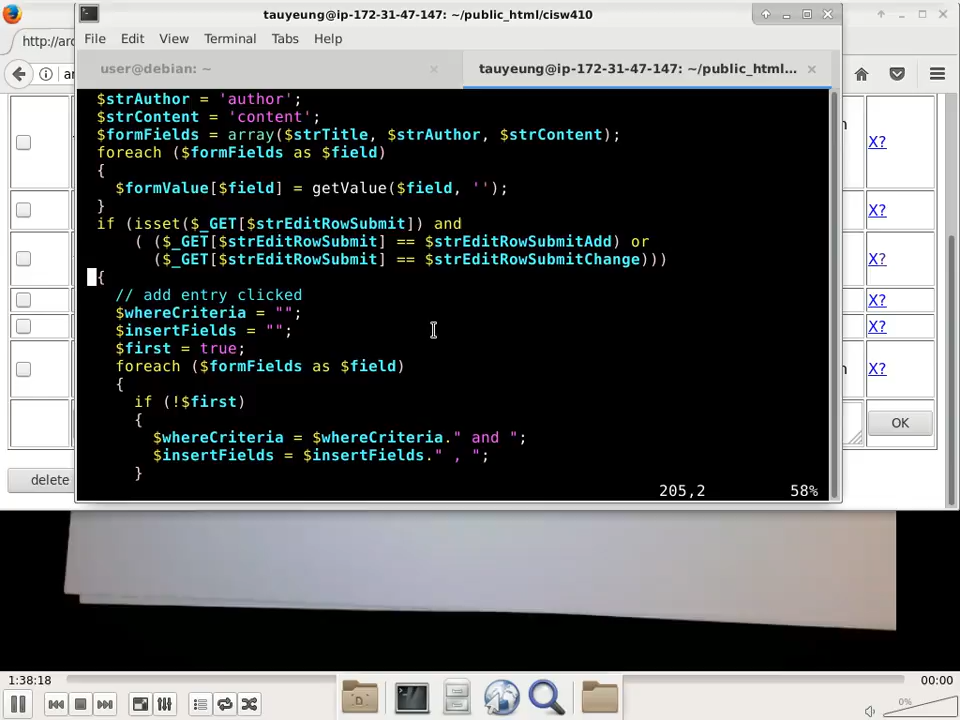 tauyeung@ip-172-31-47-147: ~/public_html/cisw410
File Edit View Terminal Tabs Help
http://arc
user@debian: ~
tauyeung@ip-172-31-47-147: ~/public_html...
$strAuthor = 'author';
$strContent = 'content';
$formFields = array($strTitle, $strAuthor, $strContent);
foreach ($formFields as $field)
{
$formValue[$field] = getValue($field, '');
}
if (isset($_GET[$strEditRowSubmit]) and
( ($_GET[$strEditRowSubmit] == $strEditRowSubmitAdd) or
($_GET[$strEditRowSubmit] == $strEditRowSubmitChange)))
{
// add entry clicked
$whereCriteria = "";
$insertFields = "";
$first = true;
foreach ($formFields as $field)
{
if (!$first)
{
$whereCriteria = $whereCriteria." and ";
$insertFields = $insertFields." , ";
}
205,2 58%
X?
X?
X?
X?
X?
X?
OK
delete
1:38:18
00:00
0%